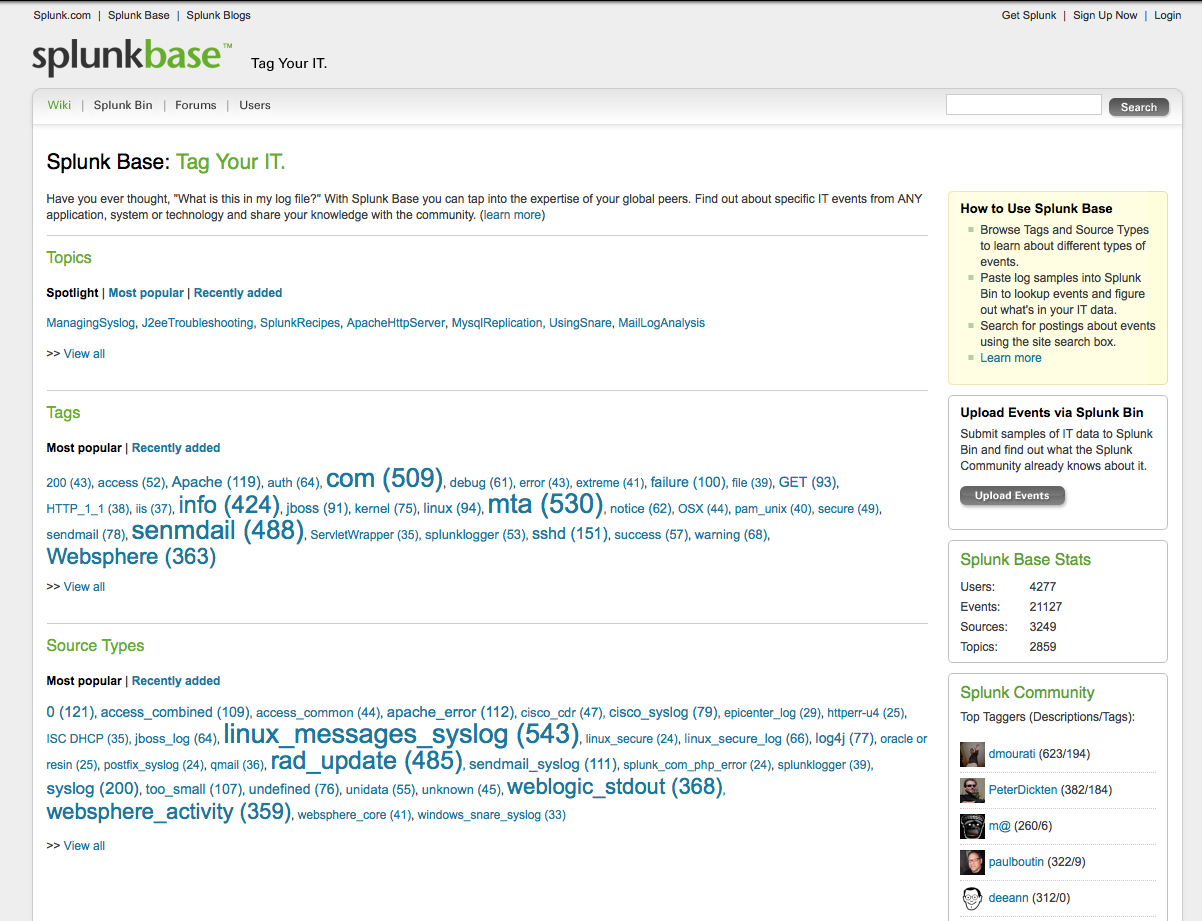 Splunk.com | Splunk Base | Splunk Blogs
Get Splunk | Sign Up Now | Login
splunkbase™ Tag Your IT.
Wiki | Splunk Bin | Forums | Users
Search
Splunk Base: Tag Your IT.
Have you ever thought, "What is this in my log file?" With Splunk Base you can tap into the expertise of your global peers. Find out about specific IT events from ANY
application, system or technology and share your knowledge with the community. (learn more)
Topics
Spotlight | Most popular | Recently added
ManagingSyslog, J2eeTroubleshooting, SplunkRecipes, ApacheHttpServer, MysqlReplication, UsingSnare, MailLogAnalysis
>> View all
Tags
Most popular | Recently added
200 (43), access (52), Apache (119), auth (64), com (509), debug (61), error (43), extreme (41), failure (100), file (39), GET (93),
HTTP_1_1 (38), iis (37), info (424), jboss (91), kernel (75), linux (94), mta (530), notice (62), OSX (44), pam_unix (40), secure (49),
sendmail (78), senmdail (488), ServletWrapper (35), splunklogger (53), sshd (151), success (57), warning (68),
Websphere (363)
>> View all
Source Types
Most popular | Recently added
0 (121), access_combined (109), access_common (44), apache_error (112), cisco_cdr (47), cisco_syslog (79), epicenter_log (29), httperr-u4 (25),
ISC DHCP (35), jboss_log (64), linux_messages_syslog (543), linux_secure (24), linux_secure_log (66), log4j (77), oracle or
resin (25), postfix_syslog (24), qmail (36), rad_update (485), sendmail_syslog (111), splunk_com_php_error (24), splunklogger (39),
syslog (200), too_small (107), undefined (76), unidata (55), unknown (45), weblogic_stdout (368),
websphere_activity (359), websphere_core (41), windows_snare_syslog (33)
>> View all
How to Use Splunk Base
Browse Tags and Source Types
to learn about different types of
events.
Paste log samples into Splunk
Bin to lookup events and figure
out what's in your IT data.
Search for postings about events
using the site search box.
Learn more
Upload Events via Splunk Bin
Submit samples of IT data to Splunk
Bin and find out what the Splunk
Community already knows about it.
Upload Events
Splunk Base Stats
Users: 4277
Events: 21127
Sources: 3249
Topics: 2859
Splunk Community
Top Taggers (Descriptions/Tags):
dmourati (623/194)
PeterDickten (382/184)
m@ (260/6)
paulboutin (322/9)
deeann (312/0)